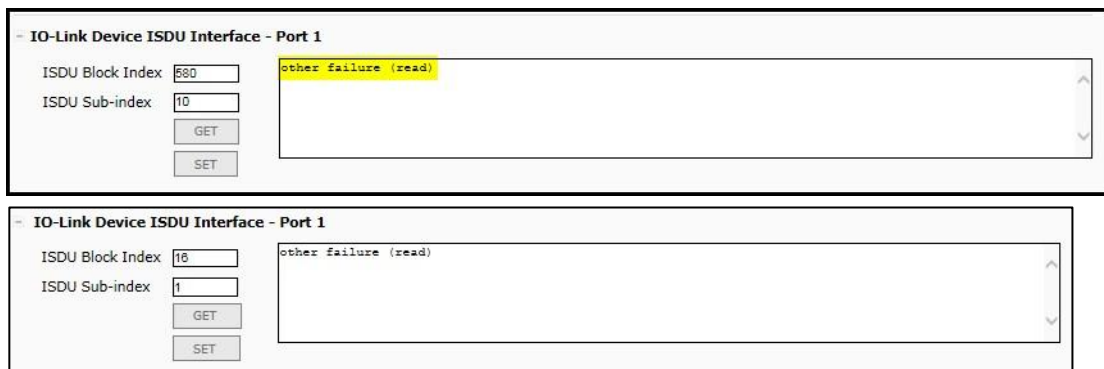 IO-Link Device ISDU Interface - Port 1
ISDU Block Index 580
other failure (read)
ISDU Sub-index 10
GET
SET
IO-Link Device ISDU Interface - Port 1
ISDU Block Index 16
other failure (read)
ISDU Sub-index 1
GET
SET